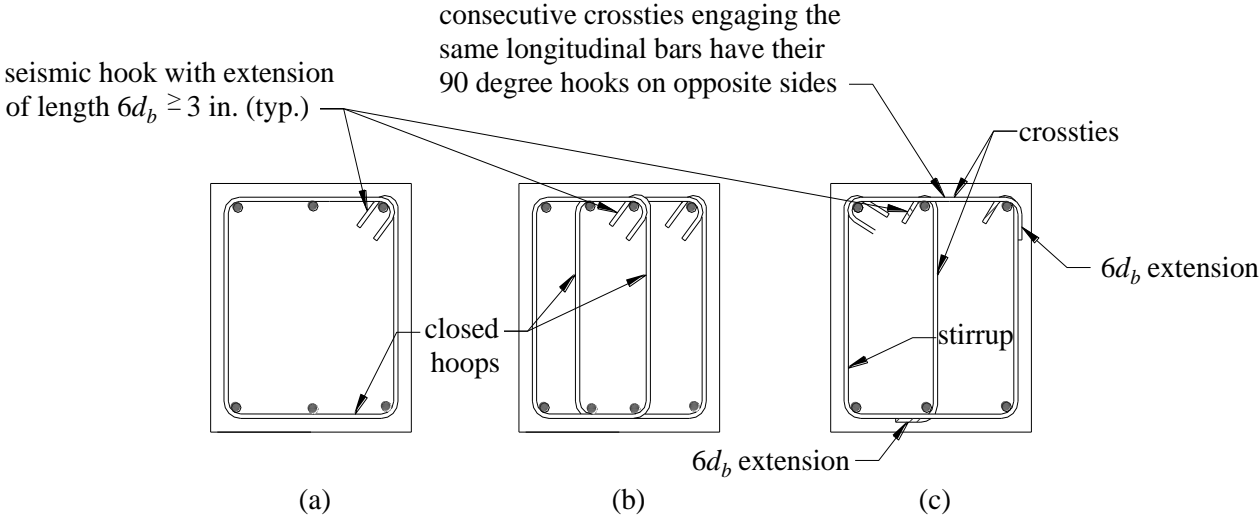 consecutive crossties engaging the
same longitudinal bars have their
90 degree hooks on opposite sides
seismic hook with extension
of length 6d_b ≥ 3 in. (typ.)
crossties
6d_b extension
closed
hoops
stirrup
6d_b extension
(a)
(b)
(c)